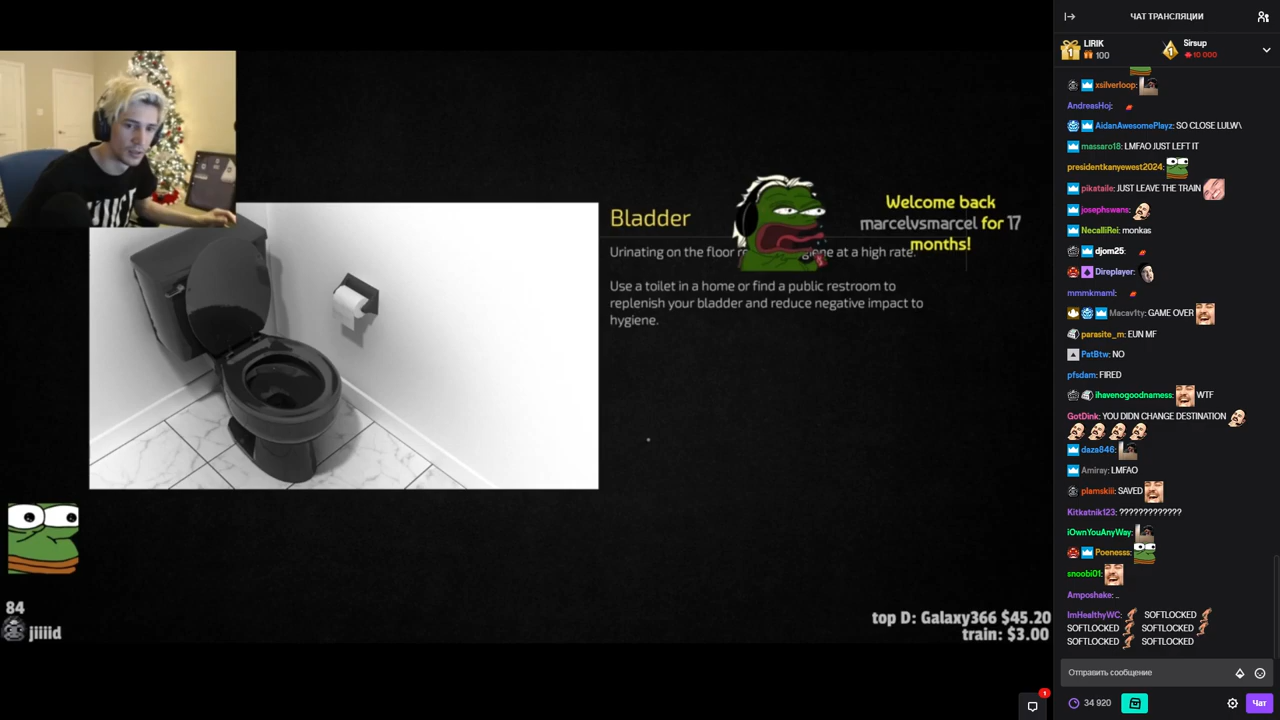 ЧАТ ТРАНСЛЯЦИИ
LIRIK
100
Sirsup
10 000
xsilverloop:
AndreasHoj:
AidanAwesomePlayz: SO CLOSE LULW\
massaro18: LMFAO JUST LEFT IT
presidentkanyewest2024:
pikataile: JUST LEAVE THE TRAIN
josephswans:
NecalliRei: monkas
djom25:
Direplayer:
mmmkmaml:
Macav1ty: GAME OVER
parasite_m: EUN MF
PatBtw: NO
pfsdam: FIRED
ihavenogoodnamess: WTF
GotDink: YOU DIDN CHANGE DESTINATION
daza846:
Amiray: LMFAO
plamskiii: SAVED
Kitkatnik123: ?????????????
iOwnYouAnyWay:
Poenesss:
snoobi01:
Amposhake: ..
ImHealthyWC: SOFTLOCKED
SOFTLOCKED SOFTLOCKED
SOFTLOCKED SOFTLOCKED
Отправить сообщение
34 920
Чат
1
Bladder
Urinating on the floor at a high rate.
Use a toilet in a home or find a public restroom to
replenish your bladder and reduce negative impact to
hygiene.
Welcome back
marcelvsmarcel for 17
months!
84
jiiiid
top D: Galaxy366 $45.20
train: $3.00